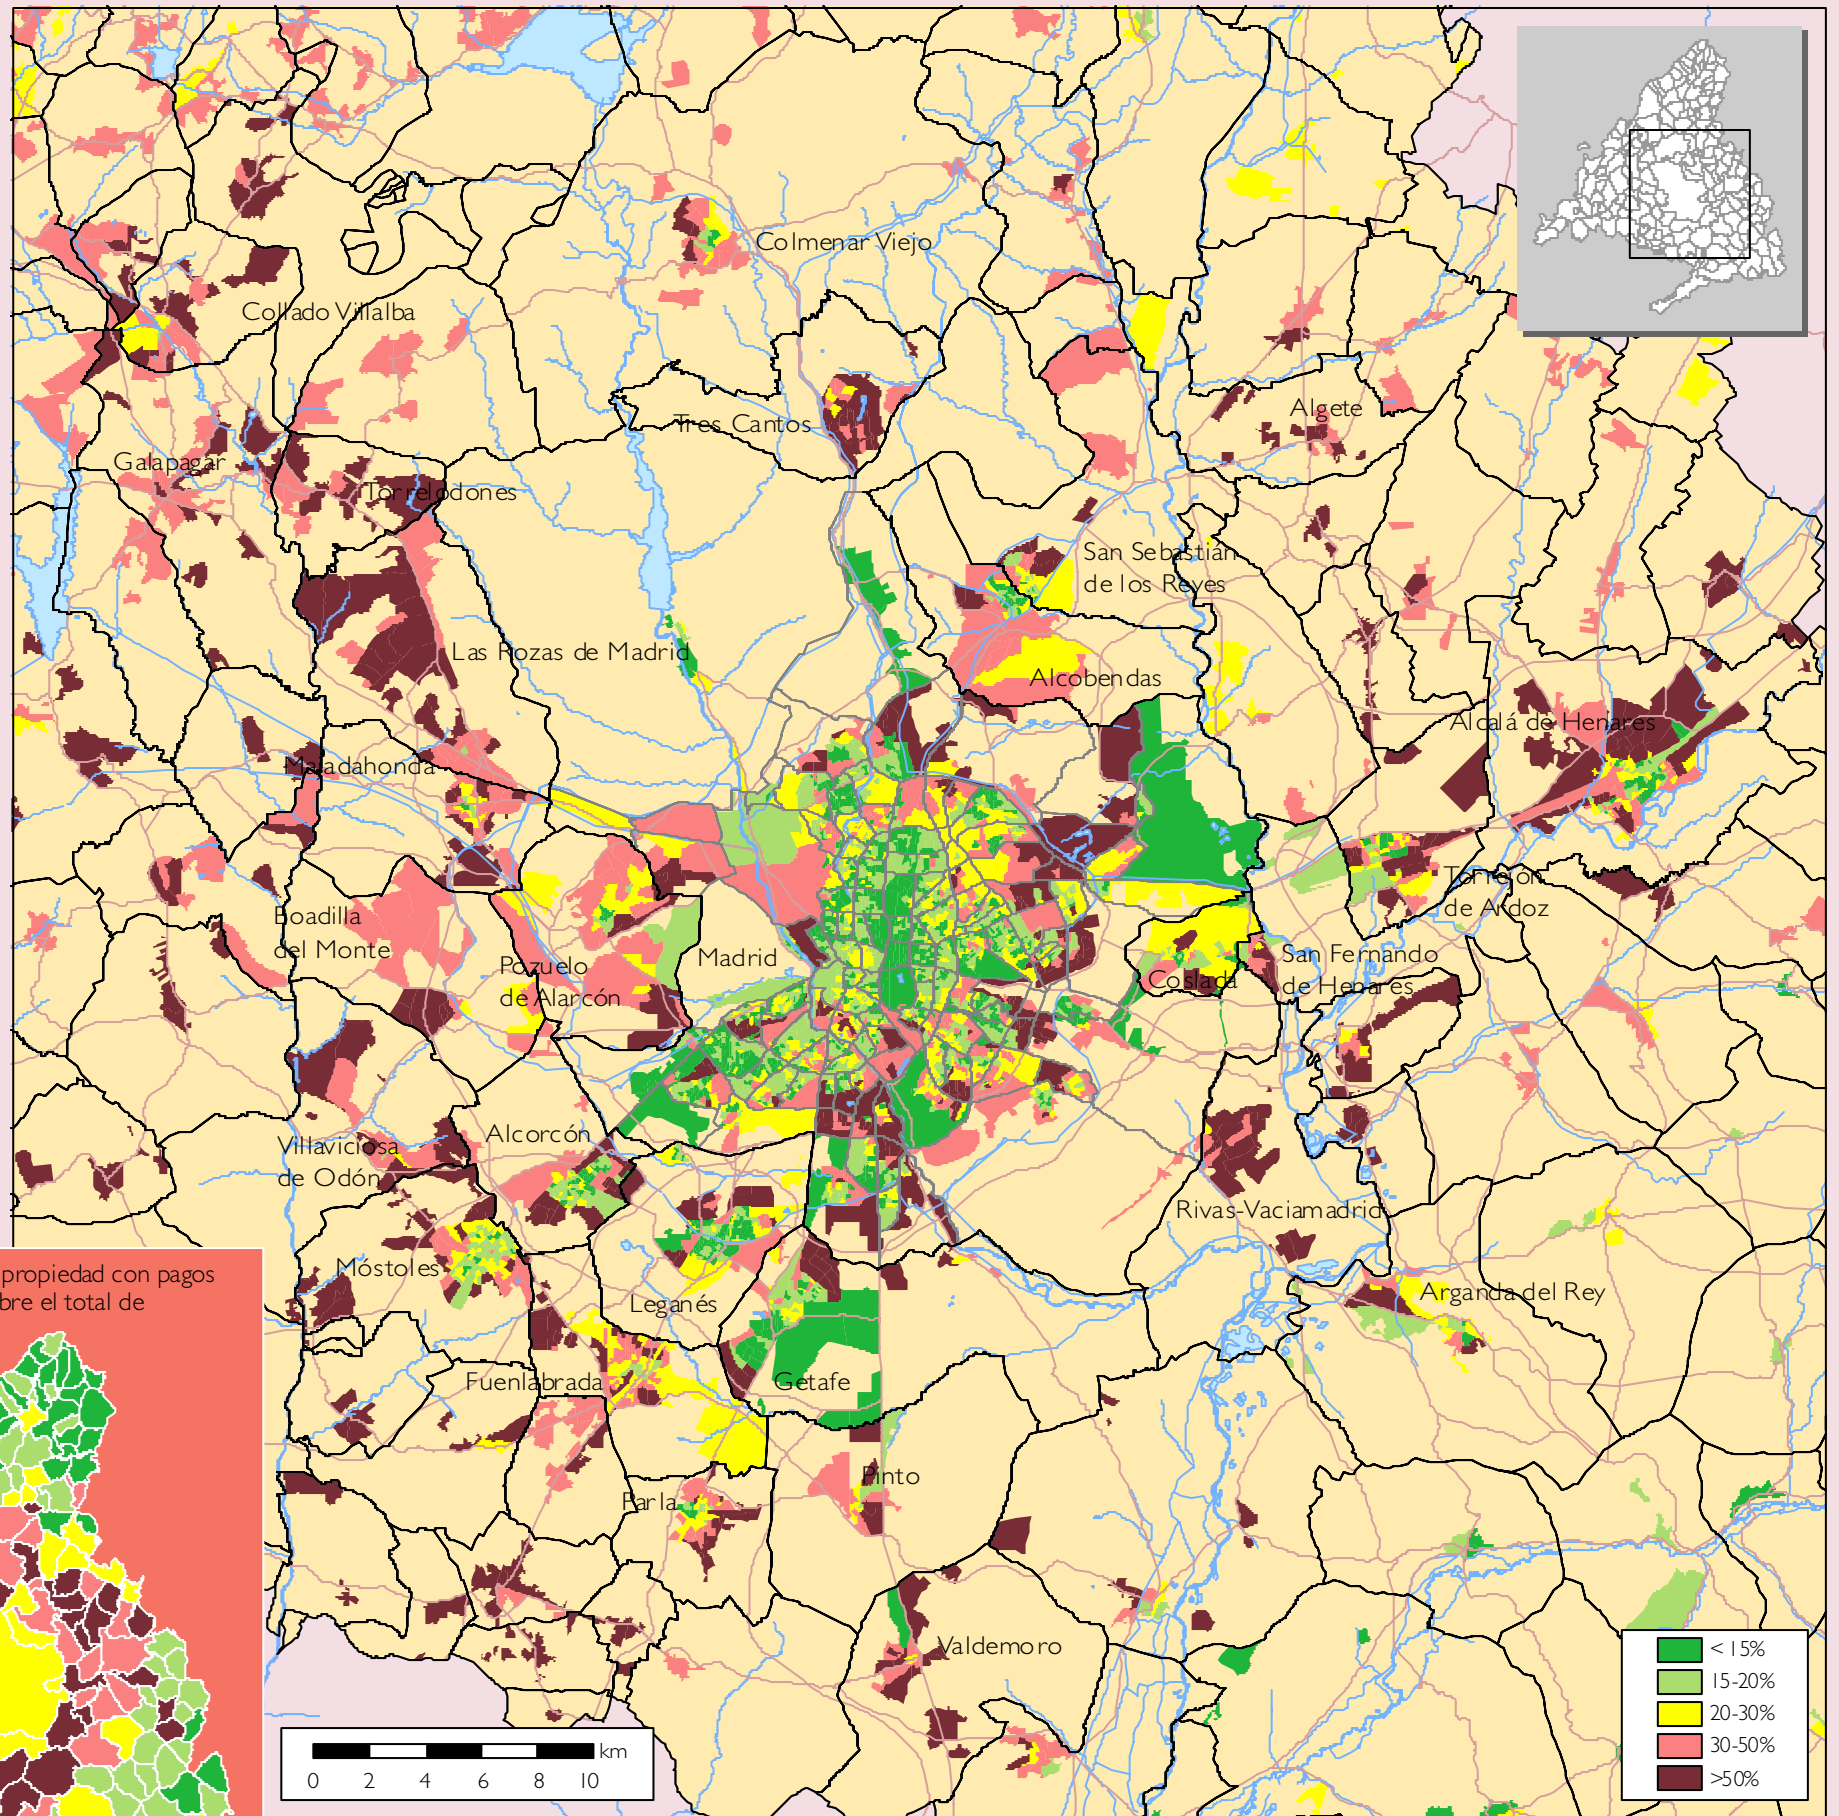 Colmenar Viejo
Collado Villalba
Tres Cantos
Algete
Galapagar
Torrelodones
San Sebastián
de los Reyes
Las Rozas de Madrid
Alcobendas
Alcalá de Henares
Majadahonda
Torrejón
de Ardoz
Boadilla
del Monte
Madrid
San Fernando
de Henares
Pozuelo
de Alarcón
Coslada
Villaviciosa
de Odón
Alcorcón
Rivas-Vaciamadrid
Móstoles
Leganés
Arganda del Rey
Fuenlabrada
Getafe
Pinto
Parla
Valdemoro
propiedad con pagos
bre el total de
< 15%
15-20%
20-30%
30-50%
>50%
km
0 2 4 6 8 10